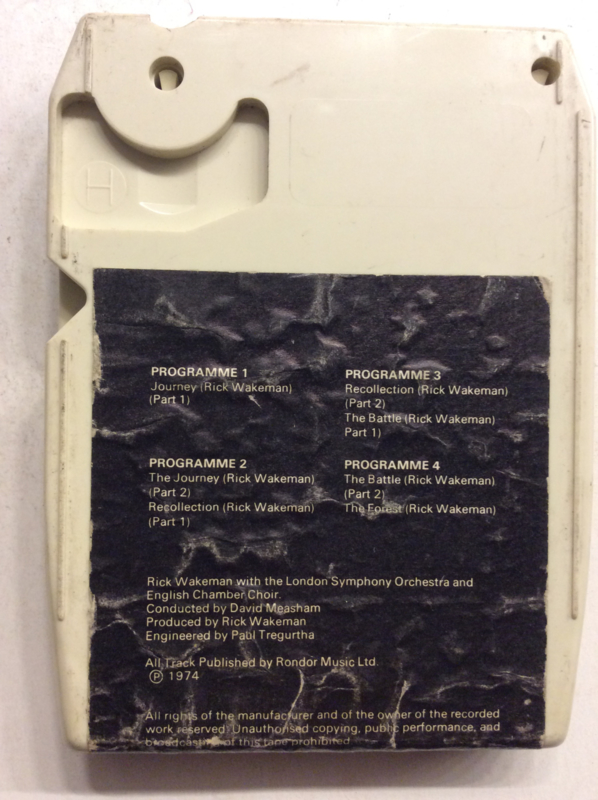 H
PROGRAMME 1
Journey (Rick Wakeman)
(Part 1)
PROGRAMME 2
The Journey (Rick Wakeman)
(Part 2)
Recollection (Rick Wakeman)
(Part 1)
PROGRAMME 3
Recollection (Rick Wakeman)
(Part 2)
The Battle (Rick Wakeman)
Part 1)
PROGRAMME 4
The Battle (Rick Wakeman)
(Part 2)
The Forest (Rick Wakeman)
Rick Wakeman with the London Symphony Orchestra and
English Chamber Choir.
Conducted by David Measham
Produced by Rick Wakeman
Engineered by Paul Tregurtha
All Track Published by Rondor Music Ltd.
℗ 1974
All rights of the manufacturer and of the owner of the recorded
work reserved. Unauthorised copying, public performance, and
broadcasting of this tape prohibited